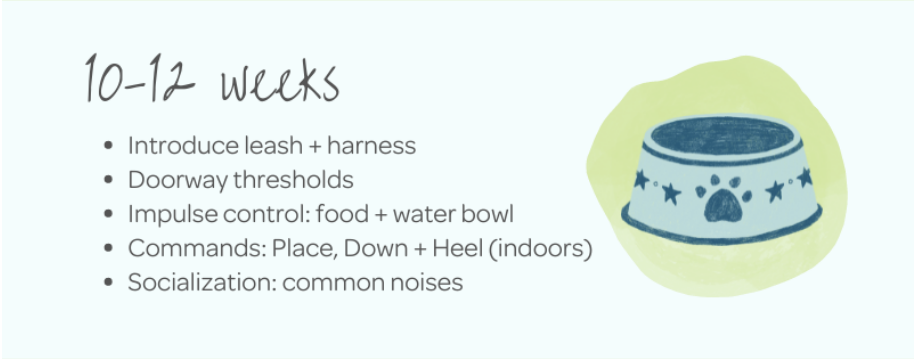 10-12 weeks
• Introduce leash + harness
• Doorway thresholds
• Impulse control: food + water bowl
• Commands: Place, Down + Heel (indoors)
• Socialization: common noises